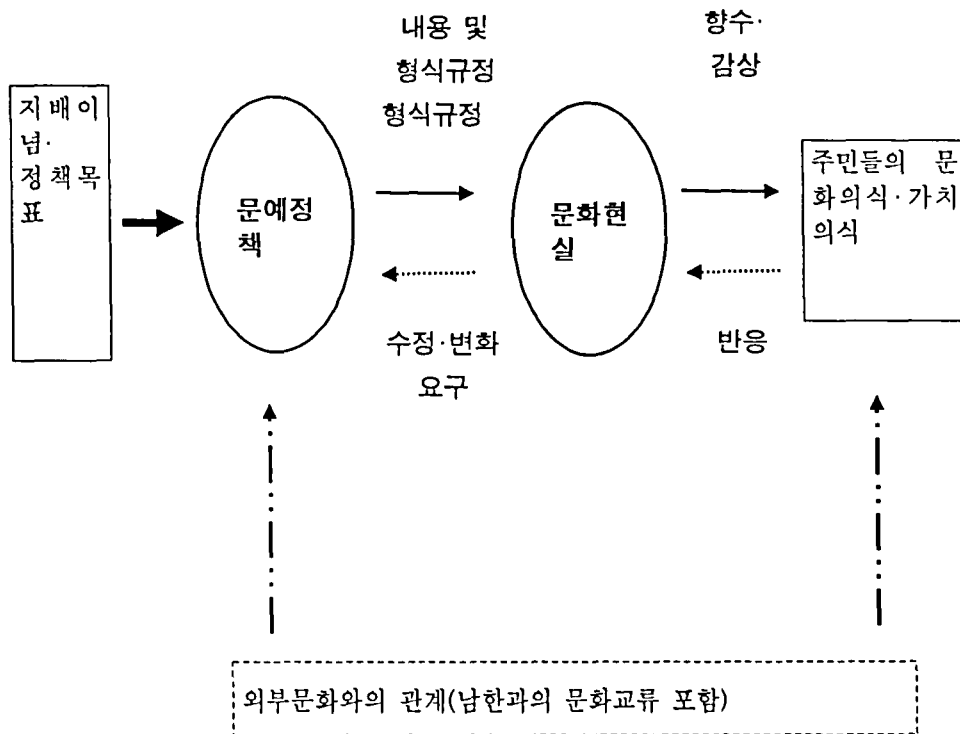 내용 및
형식규정
형식규정
향수·
감상
지배이
념·
정책목
표
문예정
책
문화현
실
주민들의 문
화의식·가치
의식
수정·변화
요구
반응
외부문화와의 관계(남한과의 문화교류 포함)